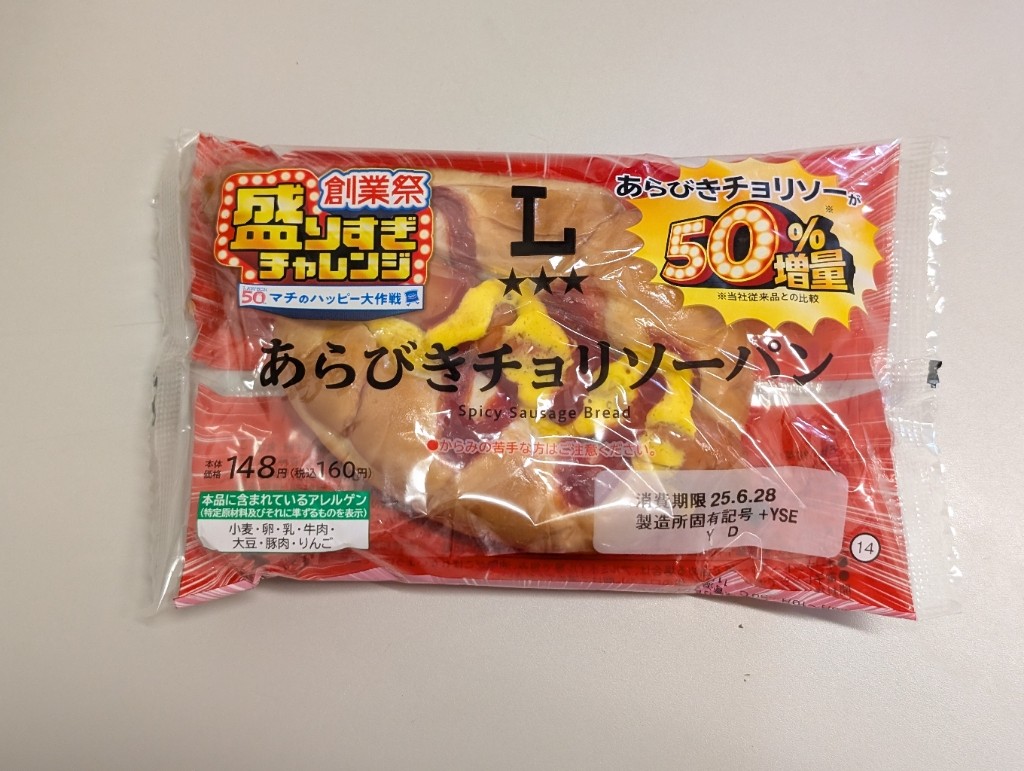 創業祭
盛りすぎ
チャレンジ
50 マチのハッピー大作戦
L
あらびきチョリソーが
50%※
増量
※当社従来品との比較
あらびきチョリソーパン
Spicy Sausage Bread
●からみの苦手な方はご注意ください。
本体価格148円(税込160円)
本品に含まれているアレルゲン
(特定原材料及びそれに準ずるものを表示)
小麦・卵・乳・牛肉・
大豆・豚肉・りんご
消費期限 25.6.28
製造所固有記号 +YSE
Y D
14